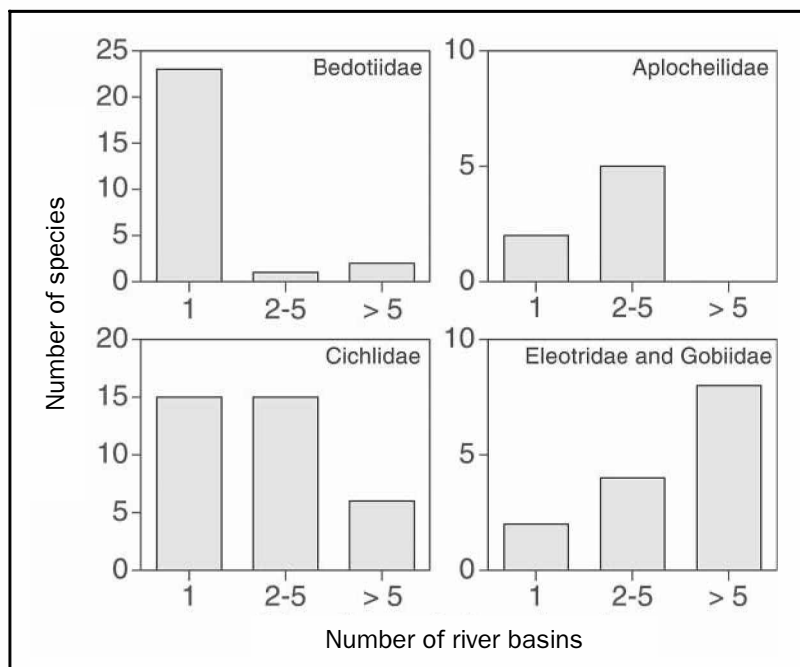 Number of species
25
20
15
10
5
0
Bedotiidae
1 2-5 > 5
10
5
0
Aplocheilidae
1 2-5 > 5
20
15
10
5
0
Cichlidae
1 2-5 > 5
10
5
0
Eleotridae and Gobiidae
1 2-5 > 5
Number of river basins